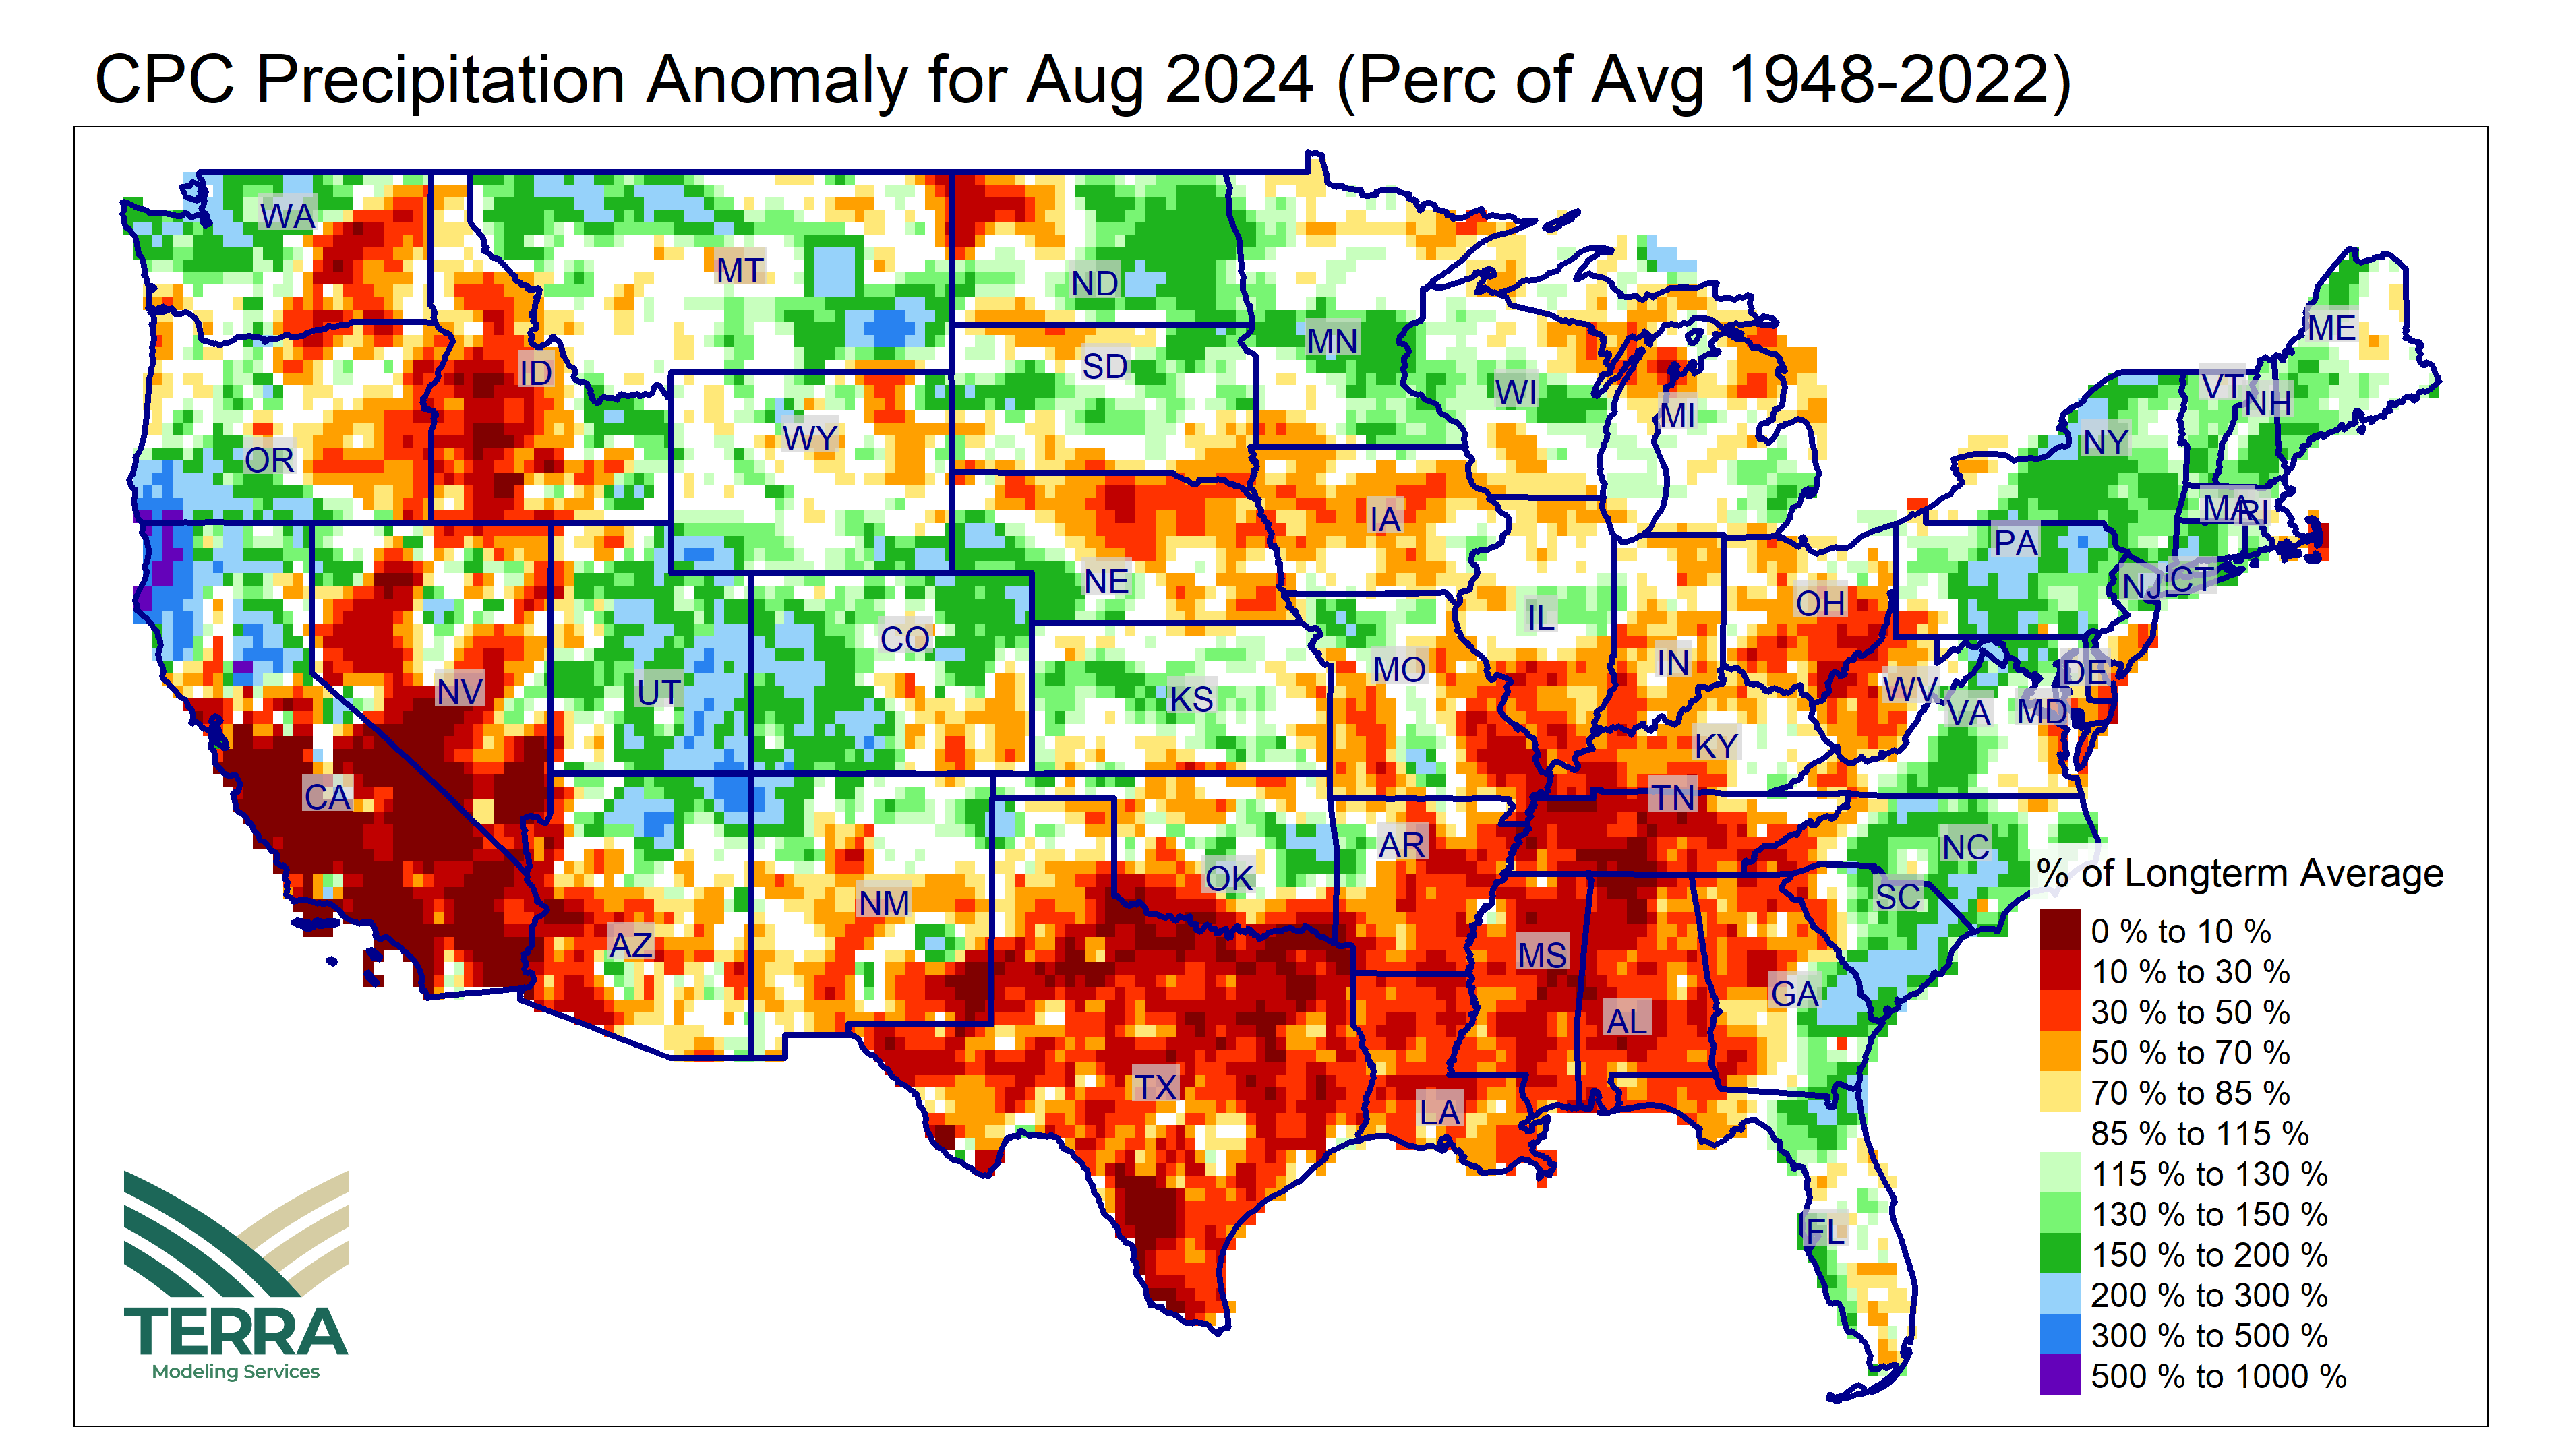 CPC Precipitation Anomaly for Aug 2024 (Perc of Avg 1948-2022)
WA
MT
ND
MN
ME
ID
SD
WI
MI
VT
NH
NY
OR
WY
IA
MA
RI
PA
NE
NJ
CT
CO
IL
OH
NV
UT
KS
MO
IN
WV
VA
MD
DE
KY
CA
TN
NM
AZ
OK
AR
NC
SC
MS
AL
GA
TX
LA
FL
% of Longterm Average
0 % to 10 %
10 % to 30 %
30 % to 50 %
50 % to 70 %
70 % to 85 %
85 % to 115 %
115 % to 130 %
130 % to 150 %
150 % to 200 %
200 % to 300 %
300 % to 500 %
500 % to 1000 %
TERRA
Modeling Services